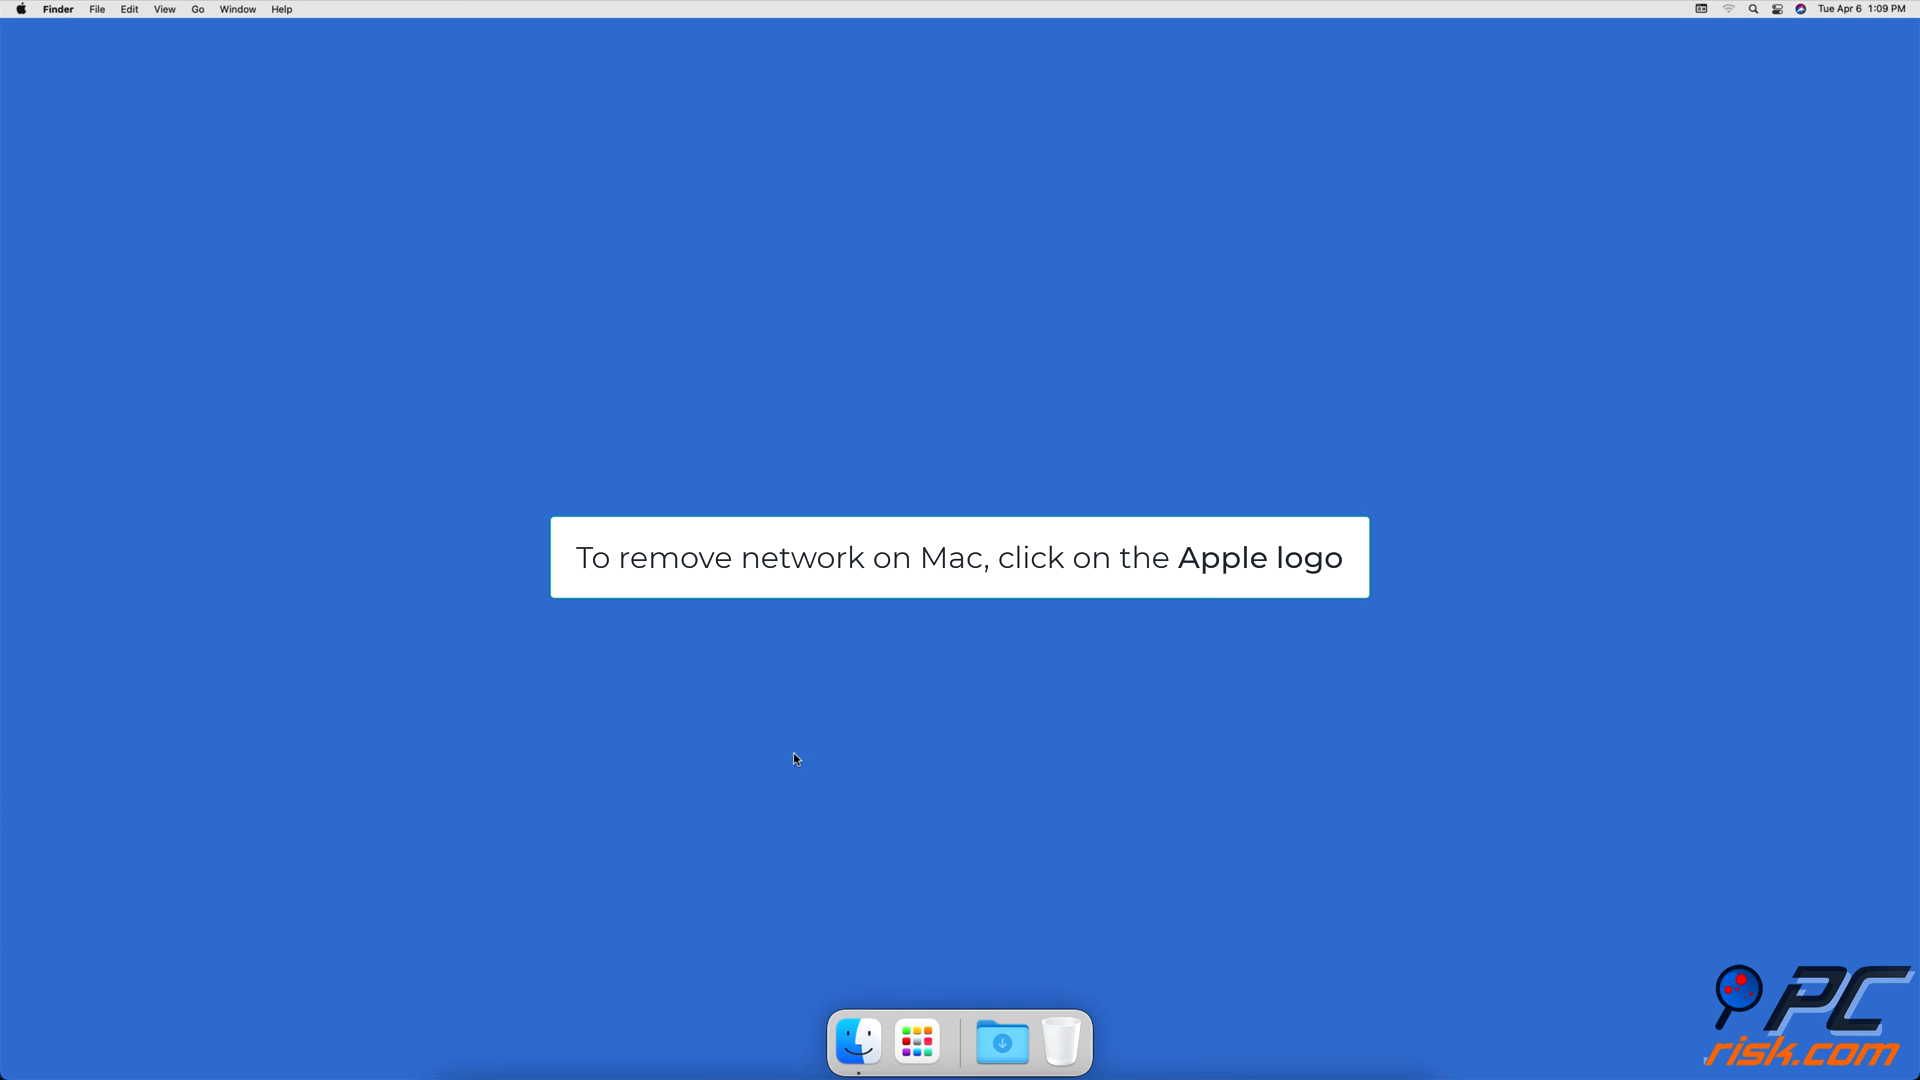 Finder File Edit View Go Window Help Tue Apr 6 1:09 PM
To remove network on Mac, click on the Apple logo
PC
risk.com